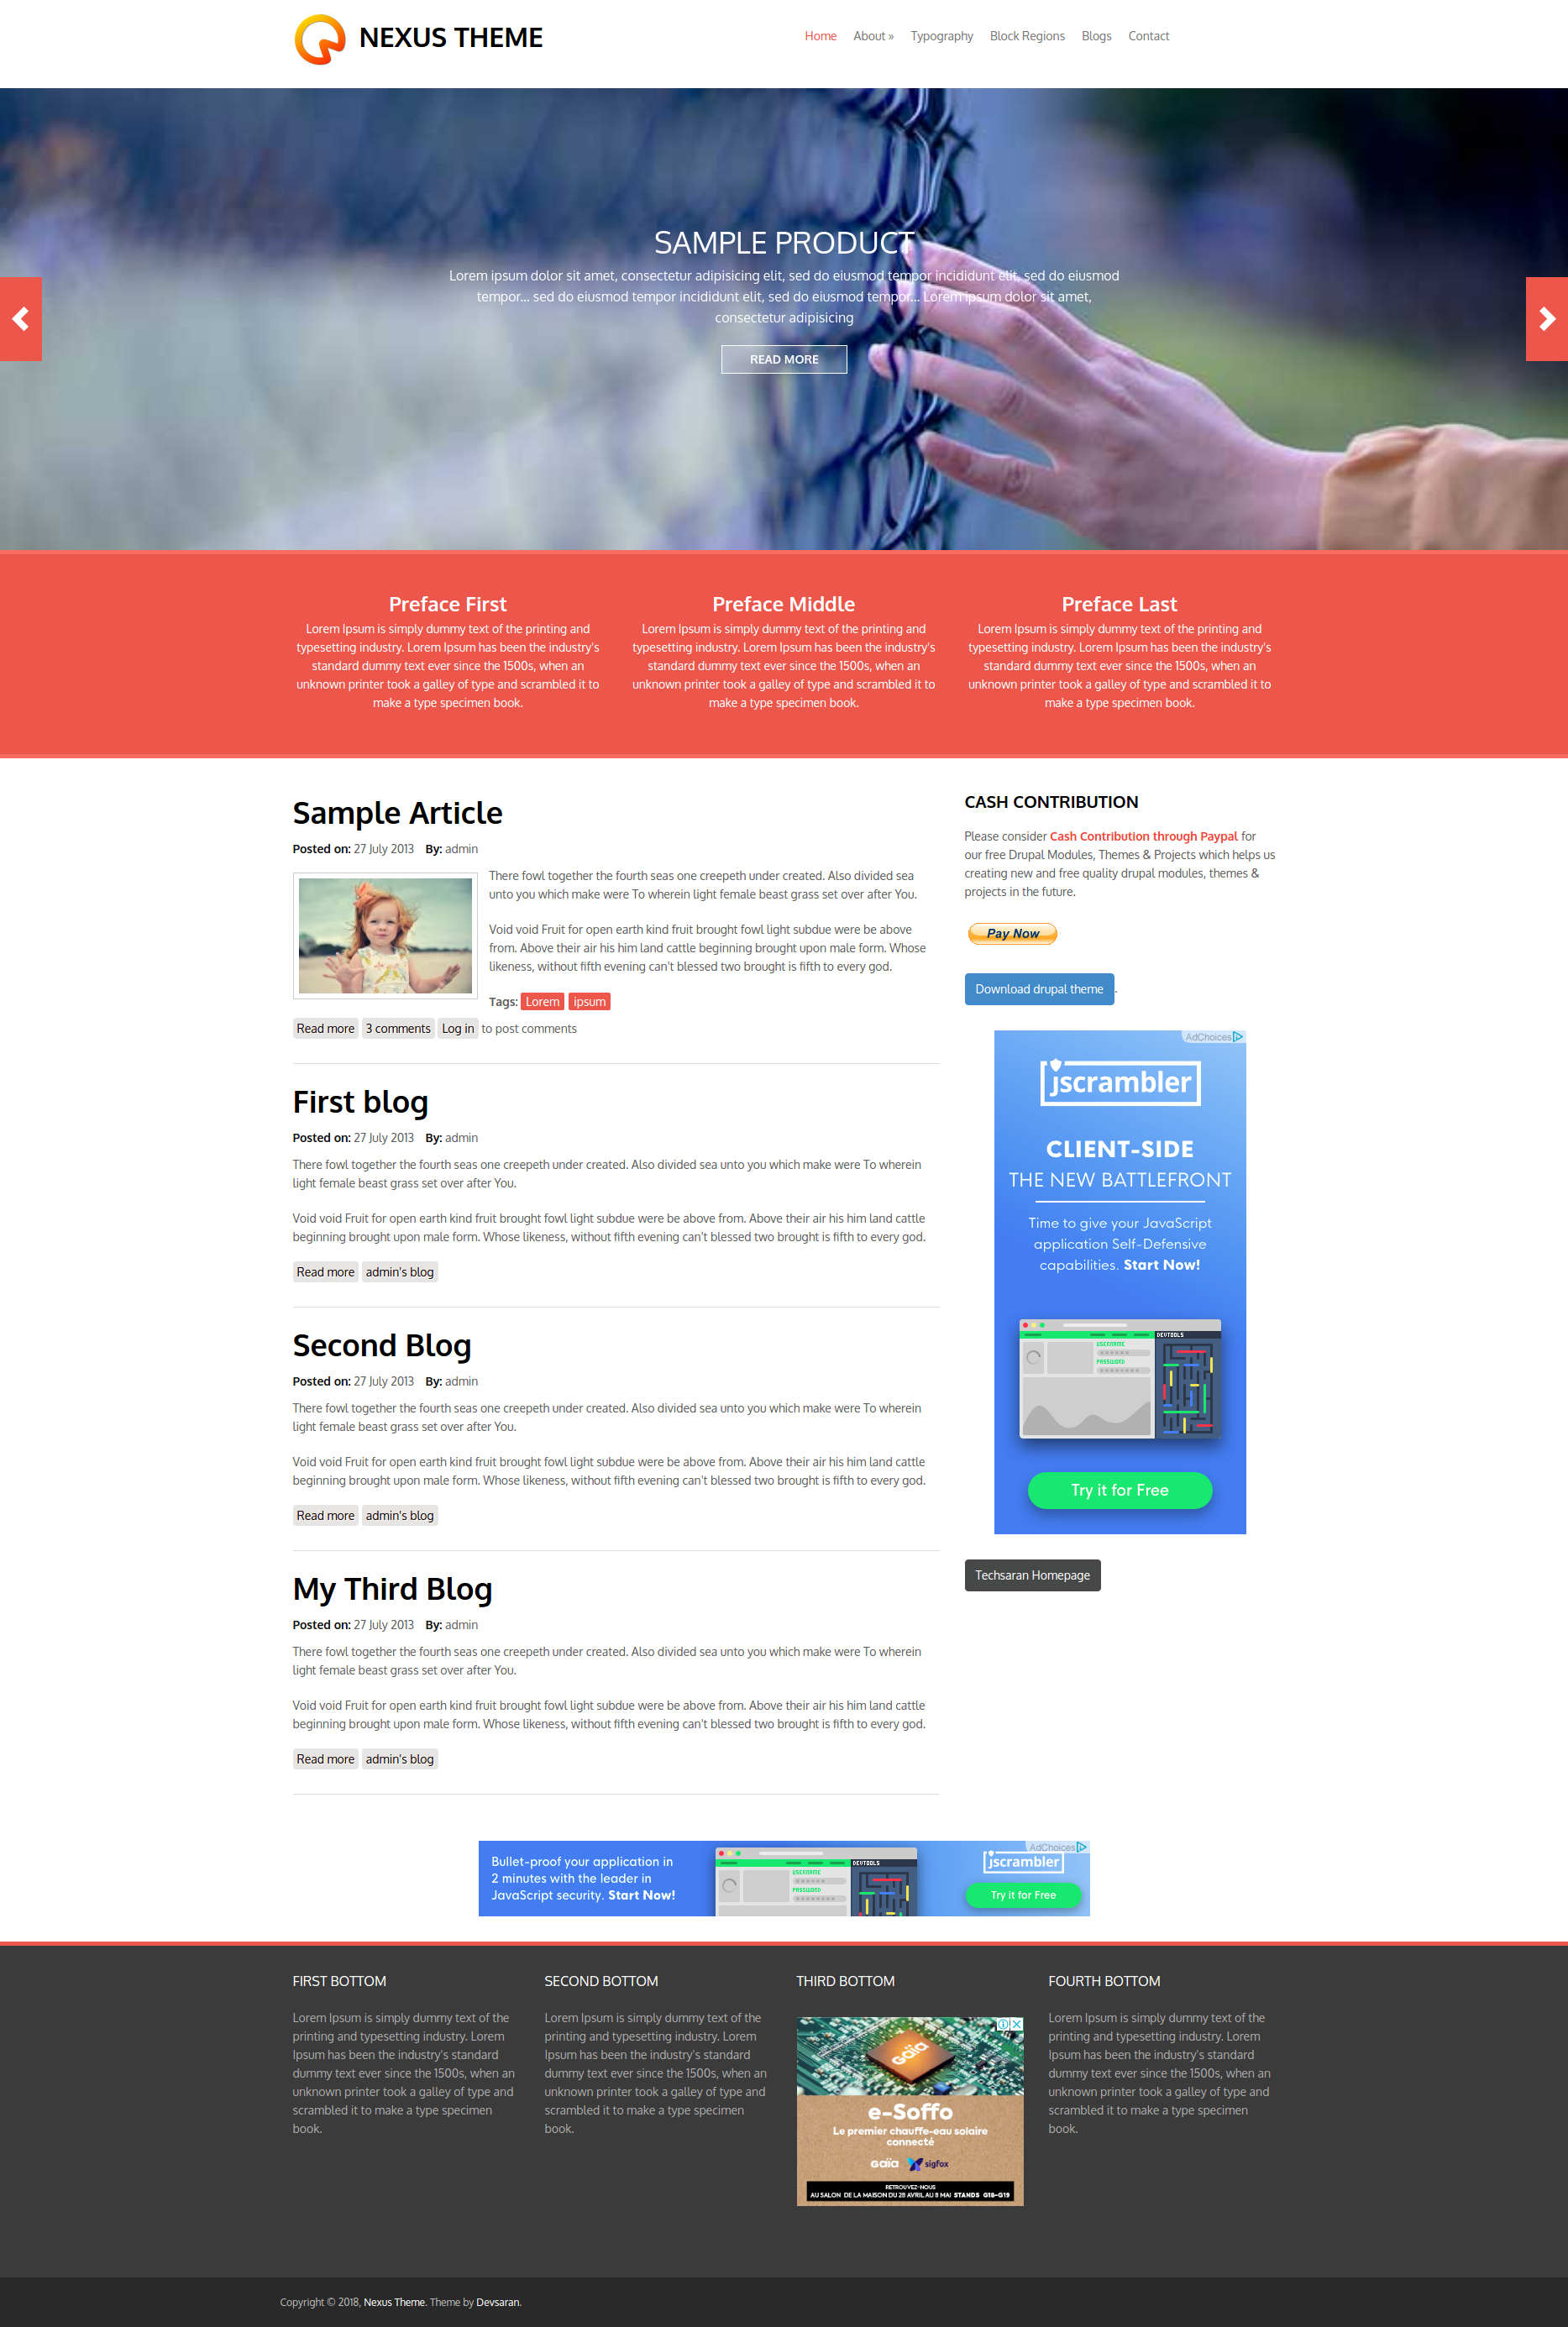 NEXUS THEME
Home About » Typography Block Regions Blogs Contact
SAMPLE PRODUCT
Lorem ipsum dolor sit amet, consectetur adipisicing elit, sed do eiusmod tempor incididunt elit, sed do eiusmod
tempor... sed do eiusmod tempor incididunt elit, sed do eiusmod tempor... Lorem ipsum dolor sit amet,
consectetur adipisicing
READ MORE
Preface First
Lorem Ipsum is simply dummy text of the printing and
typesetting industry. Lorem Ipsum has been the industry's
standard dummy text ever since the 1500s, when an
unknown printer took a galley of type and scrambled it to
make a type specimen book.
Preface Middle
Lorem Ipsum is simply dummy text of the printing and
typesetting industry. Lorem Ipsum has been the industry's
standard dummy text ever since the 1500s, when an
unknown printer took a galley of type and scrambled it to
make a type specimen book.
Preface Last
Lorem Ipsum is simply dummy text of the printing and
typesetting industry. Lorem Ipsum has been the industry's
standard dummy text ever since the 1500s, when an
unknown printer took a galley of type and scrambled it to
make a type specimen book.
Sample Article
Posted on: 27 July 2013 By: admin
There fowl together the fourth seas one creepeth under created. Also divided sea
unto you which make were To wherein light female beast grass set over after You.
Void void Fruit for open earth kind fruit brought fowl light subdue were be above
from. Above their air his him land cattle beginning brought upon male form. Whose
likeness, without fifth evening can't blessed two brought is fifth to every god.
Tags: Lorem ipsum
Read more 3 comments Log in to post comments
First blog
Posted on: 27 July 2013 By: admin
There fowl together the fourth seas one creepeth under created. Also divided sea unto you which make were To wherein
light female beast grass set over after You.
Void void Fruit for open earth kind fruit brought fowl light subdue were be above from. Above their air his him land cattle
beginning brought upon male form. Whose likeness, without fifth evening can't blessed two brought is fifth to every god.
Read more admin's blog
Second Blog
Posted on: 27 July 2013 By: admin
There fowl together the fourth seas one creepeth under created. Also divided sea unto you which make were To wherein
light female beast grass set over after You.
Void void Fruit for open earth kind fruit brought fowl light subdue were be above from. Above their air his him land cattle
beginning brought upon male form. Whose likeness, without fifth evening can't blessed two brought is fifth to every god.
Read more admin's blog
My Third Blog
Posted on: 27 July 2013 By: admin
There fowl together the fourth seas one creepeth under created. Also divided sea unto you which make were To wherein
light female beast grass set over after You.
Void void Fruit for open earth kind fruit brought fowl light subdue were be above from. Above their air his him land cattle
beginning brought upon male form. Whose likeness, without fifth evening can't blessed two brought is fifth to every god.
Read more admin's blog
CASH CONTRIBUTION
Please consider Cash Contribution through Paypal for
our free Drupal Modules, Themes & Projects which helps us
creating new and free quality drupal modules, themes &
projects in the future.
Pay Now
Download drupal theme.
AdChoices
jscrambler
CLIENT-SIDE
THE NEW BATTLEFRONT
Time to give your JavaScript
application Self-Defensive
capabilities. Start Now!
DEVTOOLS
USERNAME
PASSWORD
Try it for Free
Techsaran Homepage
Bullet-proof your application in
2 minutes with the leader in
JavaScript security. Start Now!
DEVTOOLS
USERNAME
PASSWORD
AdChoices
jscrambler
Try it for Free
FIRST BOTTOM
Lorem Ipsum is simply dummy text of the
printing and typesetting industry. Lorem
Ipsum has been the industry's standard
dummy text ever since the 1500s, when an
unknown printer took a galley of type and
scrambled it to make a type specimen
book.
SECOND BOTTOM
Lorem Ipsum is simply dummy text of the
printing and typesetting industry. Lorem
Ipsum has been the industry's standard
dummy text ever since the 1500s, when an
unknown printer took a galley of type and
scrambled it to make a type specimen
book.
THIRD BOTTOM
GAÏA
e-Soffo
Le premier chauffe-eau solaire
connecté
GAÏA sigfox
RETROUVEZ-NOUS
AU SALON DE LA MAISON DU 28 AVRIL AU 8 MAI STANDS G18-G19
FOURTH BOTTOM
Lorem Ipsum is simply dummy text of the
printing and typesetting industry. Lorem
Ipsum has been the industry's standard
dummy text ever since the 1500s, when an
unknown printer took a galley of type and
scrambled it to make a type specimen
book.
Copyright © 2018, Nexus Theme. Theme by Devsaran.